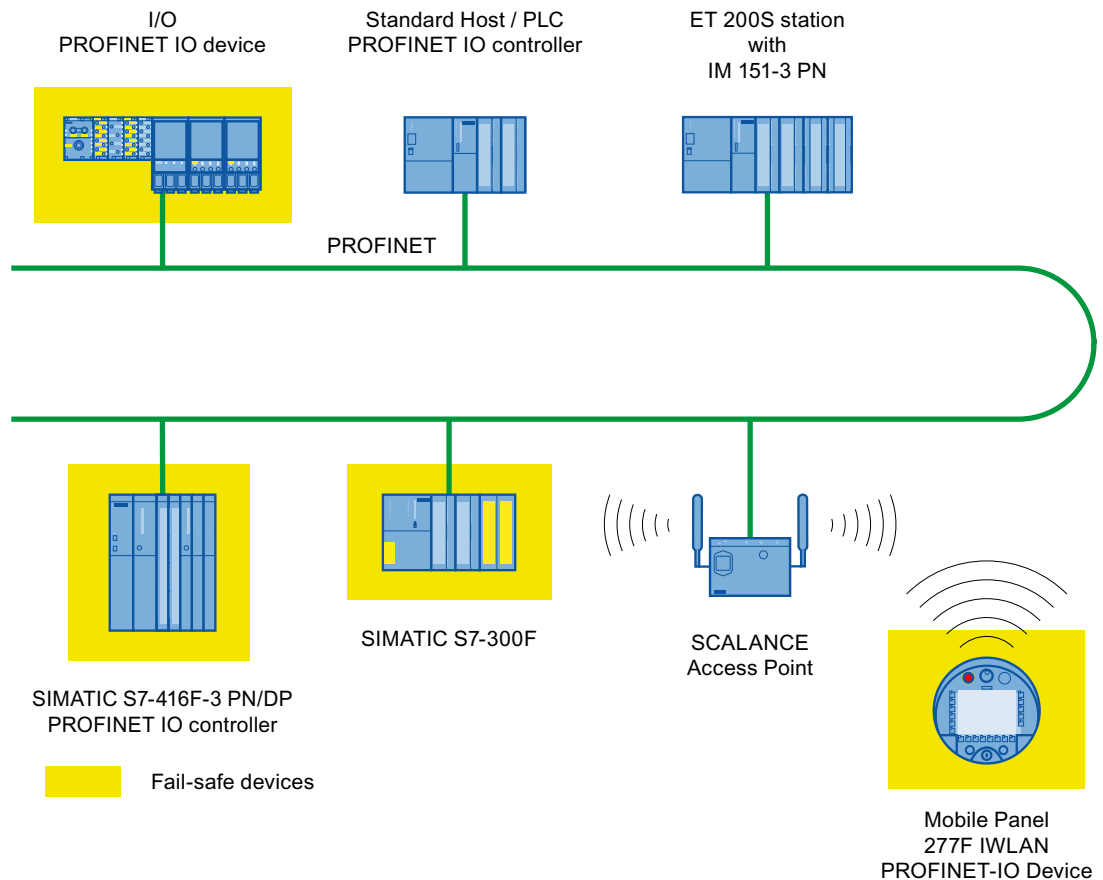 I/O
PROFINET IO device
Standard Host / PLC
PROFINET IO controller
ET 200S station
with
IM 151-3 PN
PROFINET
SIMATIC S7-416F-3 PN/DP
PROFINET IO controller
SIMATIC S7-300F
SCALANCE
Access Point
Mobile Panel
277F IWLAN
PROFINET-IO Device
Fail-safe devices